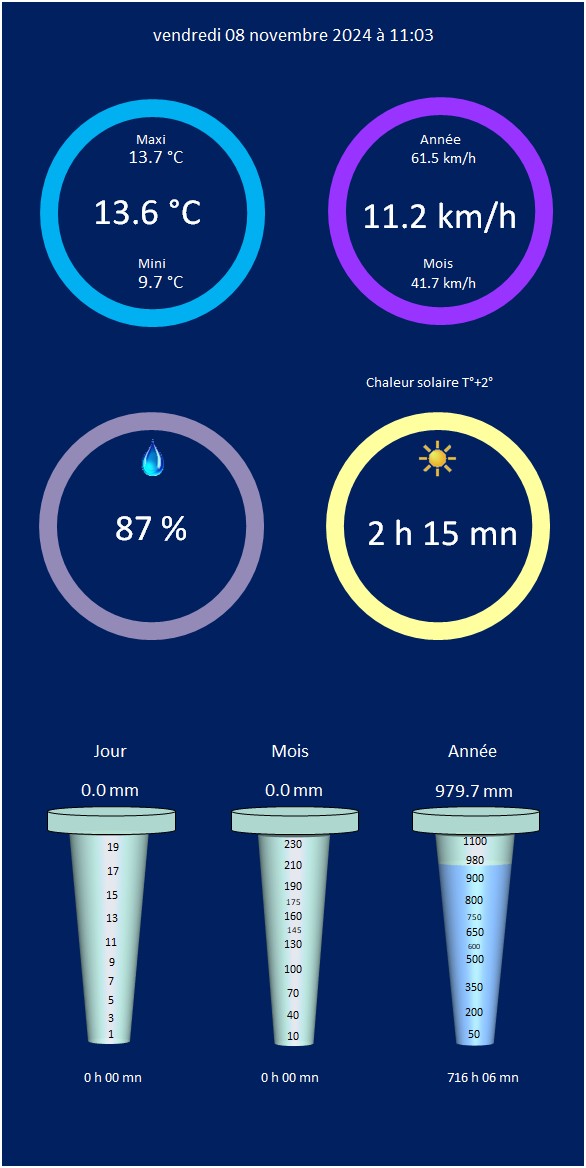 vendredi 08 novembre 2024 à 11:03
Maxi
13.7 °C
13.6 °C
Mini
9.7 °C
Année
61.5 km/h
11.2 km/h
Mois
41.7 km/h
87 %
Chaleur solaire T°+2°
2 h 15 mn
Jour
0.0 mm
19
17
15
13
11
9
7
5
3
1
0 h 00 mn
Mois
0.0 mm
230
210
190
175
160
145
130
100
70
40
10
0 h 00 mn
Année
979.7 mm
1100
980
900
800
750
650
600
500
350
200
50
716 h 06 mn